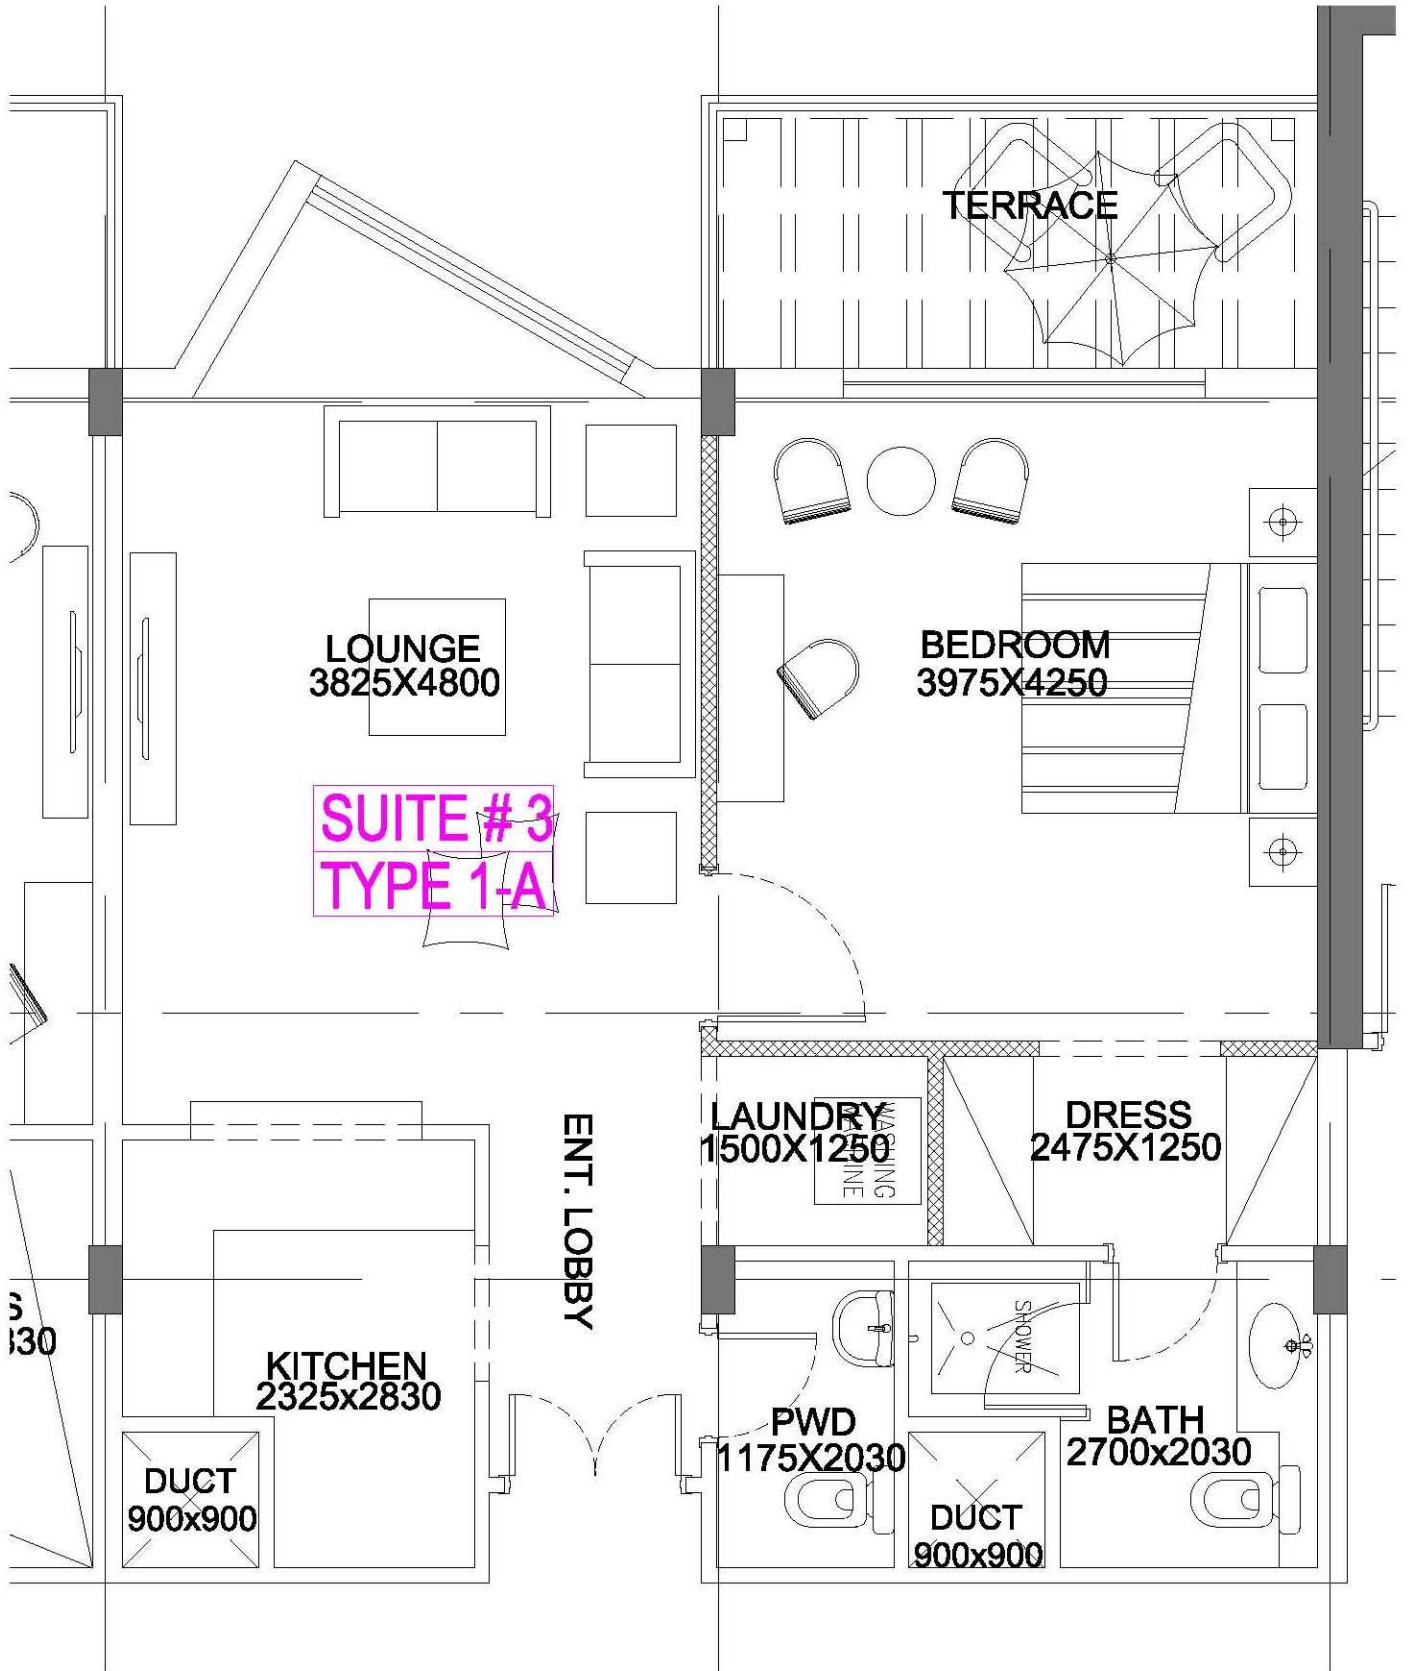 TERRACE
LOUNGE
3825X4800
BEDROOM
3975X4250
SUITE # 3
TYPE 1-A
ENT. LOBBY
LAUNDRY
1500X1250
WASHING
MACHINE
DRESS
2475X1250
S
330
KITCHEN
2325x2830
SHOWER
PWD
1175X2030
BATH
2700x2030
DUCT
900x900
DUCT
900x900